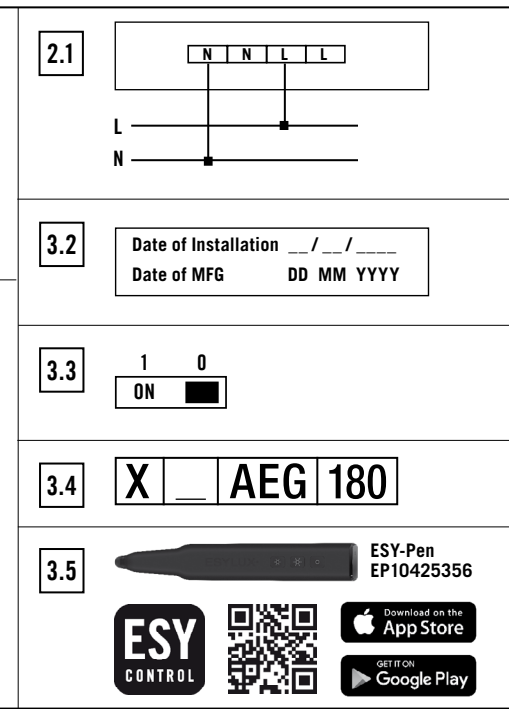 2.1
N N L L
L
N
3.2
Date of Installation __/__/____
Date of MFG DD MM YYYY
3.3
1 0
ON
3.4
X _ AEG 180
3.5
ESY-Pen
EP10425356
ESY
CONTROL
Download on the
App Store
GET IT ON
Google Play